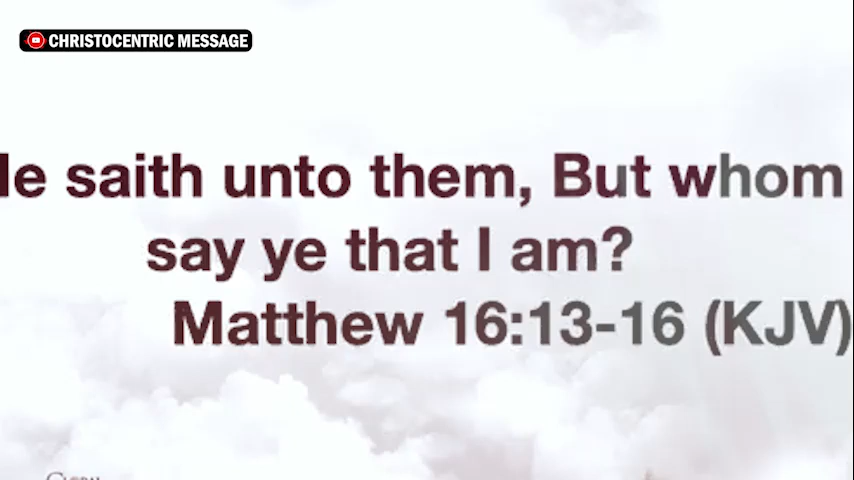 CHRISTOCENTRIC MESSAGE
saith unto them, But whom
say ye that I am?
Matthew 16:13-16 (KJV)